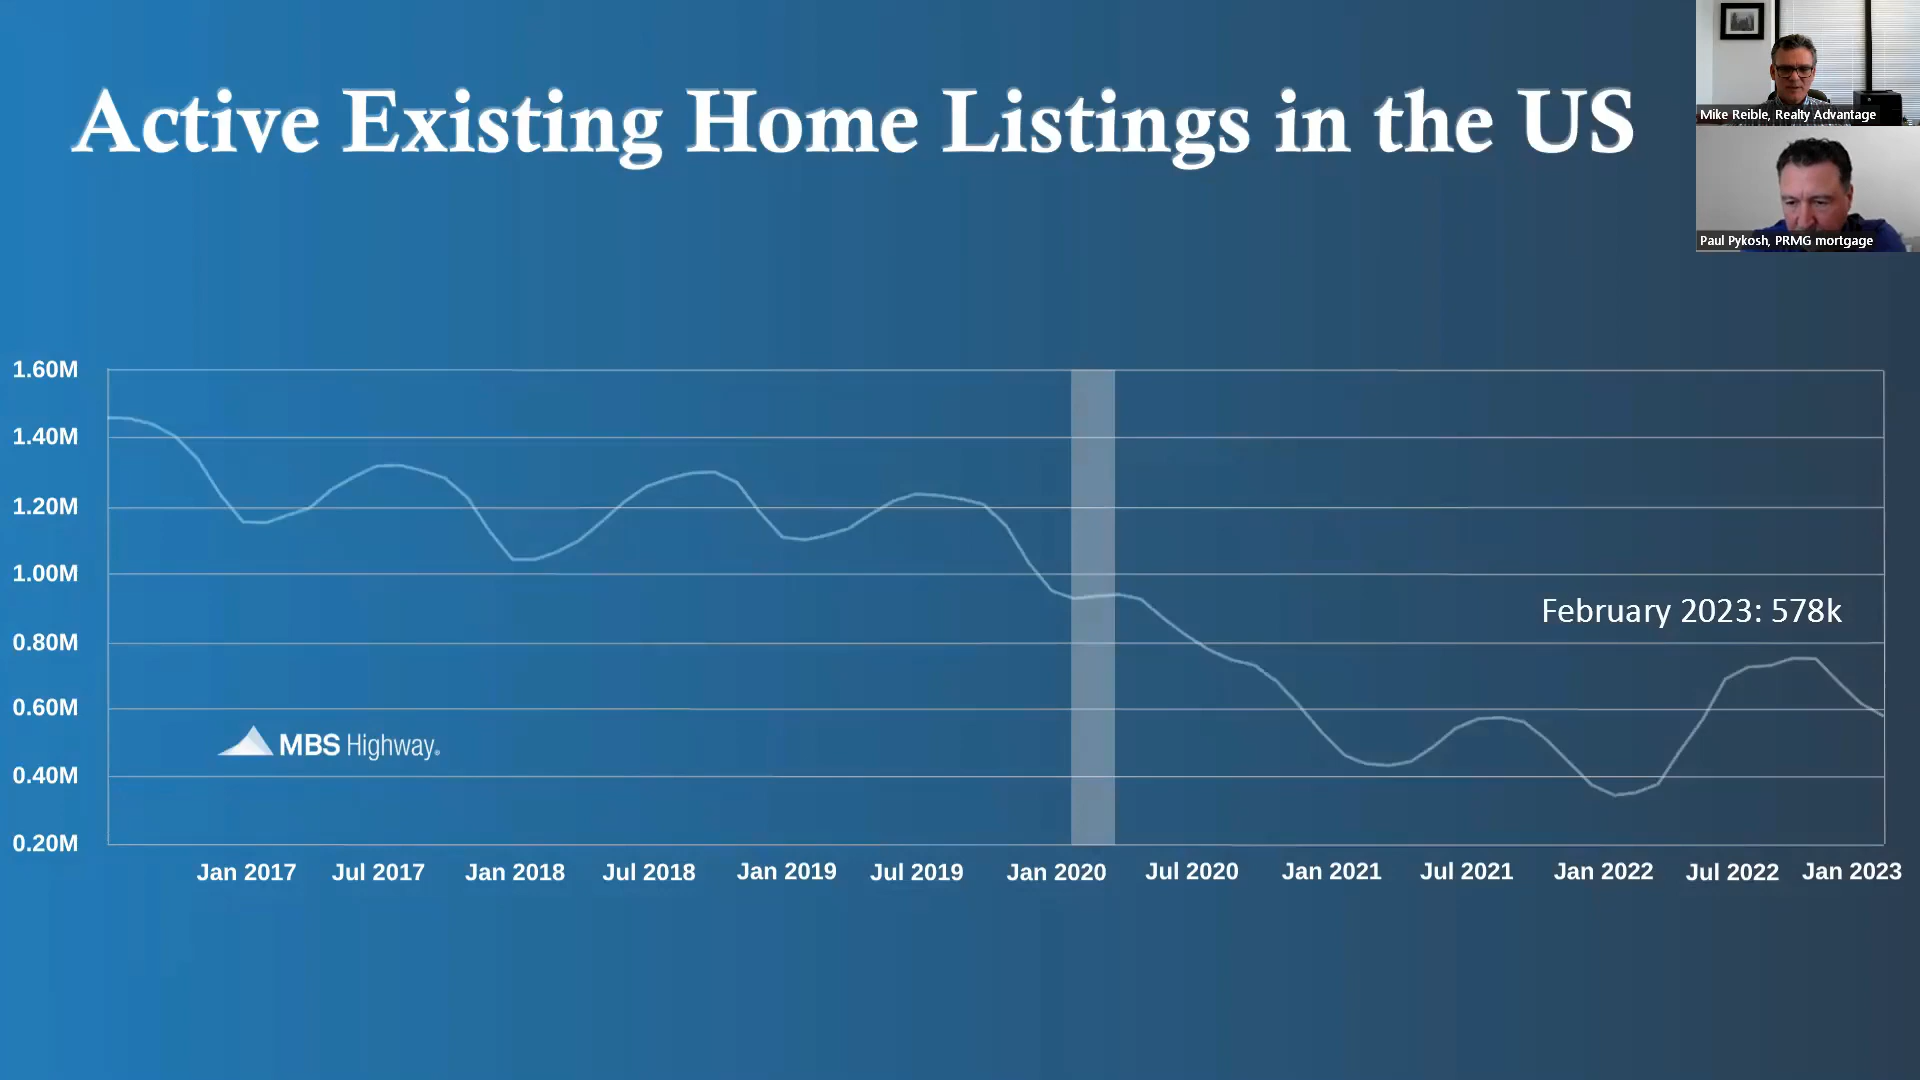 Active Existing Home Listings in the US
Mike Reible, Realty Advantage
Paul Pykosh, PRMG mortgage
1.60M
1.40M
1.20M
1.00M
0.80M
0.60M
0.40M
0.20M
February 2023: 578k
MBS Highway®
Jan 2017 Jul 2017 Jan 2018 Jul 2018 Jan 2019 Jul 2019 Jan 2020 Jul 2020 Jan 2021 Jul 2021 Jan 2022 Jul 2022 Jan 2023